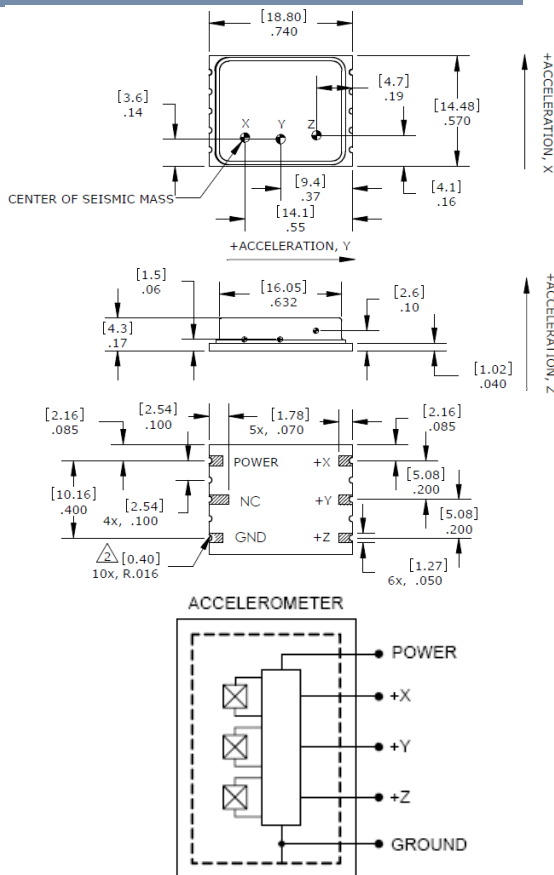 [18.80]
.740
[3.6]
.14
[4.7]
.19
[14.48]
.570
+ACCELERATION, X
X
Y
Z
CENTER OF SEISMIC MASS
[9.4]
.37
[4.1]
.16
[14.1]
.55
+ACCELERATION, Y
[1.5]
.06
[16.05]
.632
[2.6]
.10
+ACCELERATION, Z
[4.3]
.17
[1.02]
.040
[2.16]
.085
[2.54]
.100
[1.78]
5x, .070
[2.16]
.085
POWER
+X
[10.16]
.400
[2.54]
4x, .100
NC
+Y
[5.08]
.200
[5.08]
.200
GND
+Z
2 [0.40]
10x, R.016
[1.27]
6x, .050
ACCELEROMETER
POWER
+X
+Y
+Z
GROUND